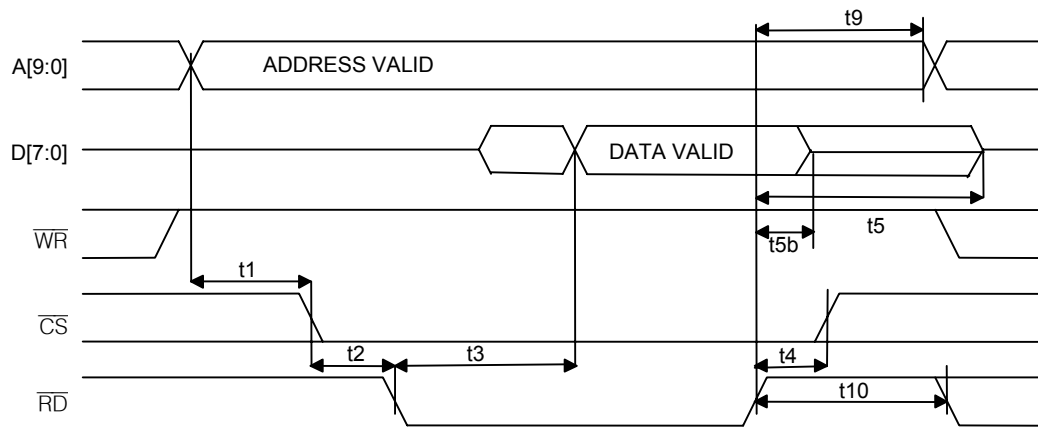 t9
A[9:0] ADDRESS VALID
D[7:0] DATA VALID
WR t5b t5
t1
CS
t2 t3 t4
RD t10